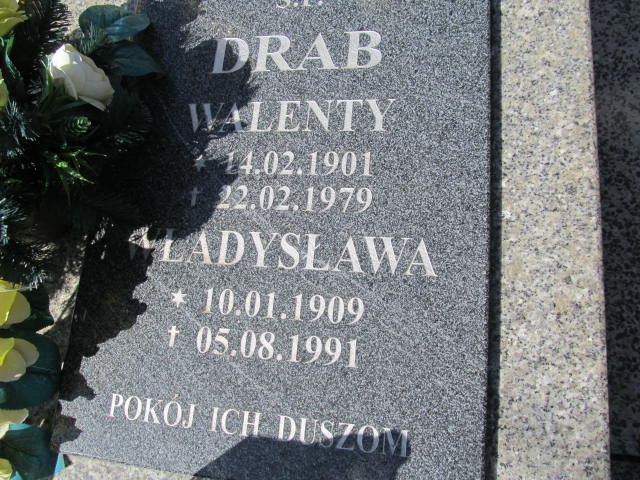 Ś.P.
DRAB
WALENTY
* 14.02.1901
† 22.02.1979
WŁADYSŁAWA
* 10.01.1909
† 05.08.1991
POKÓJ ICH DUSZOM